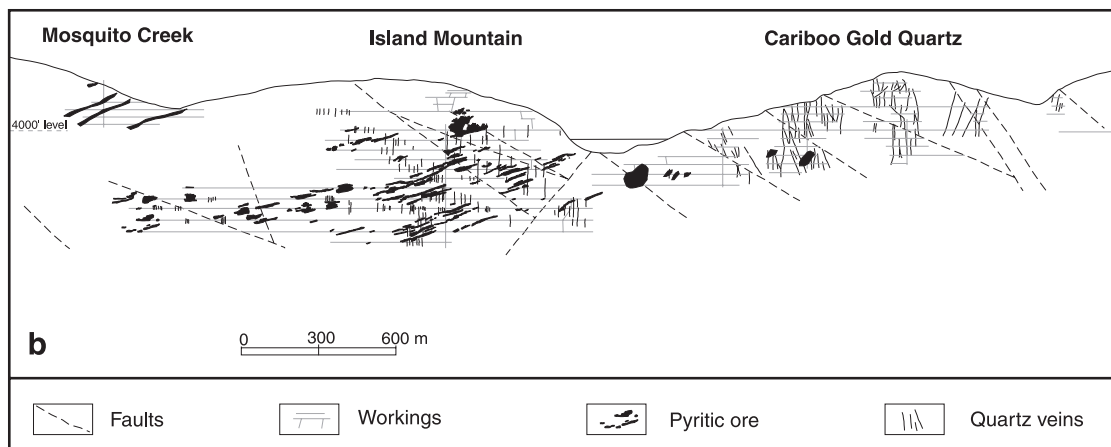 Mosquito Creek
Island Mountain
Cariboo Gold Quartz
4000' level
b
0 300 600 m
Faults
Workings
Pyritic ore
Quartz veins